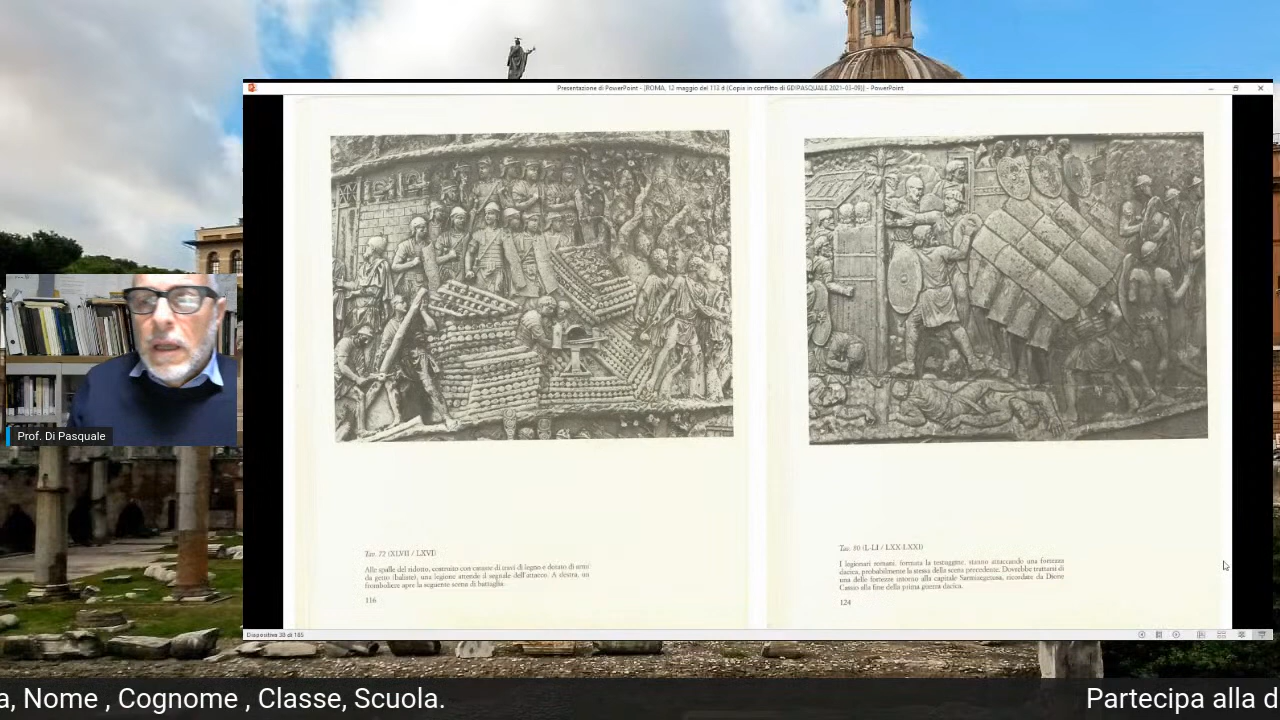 Presentazione di PowerPoint - [ROMA, 12 maggio del 113 d (Copia in conflitto di GDIPASQUALE 2021-03-09)] - PowerPoint
Prof. Di Pasquale
Tav. 72 (XLVII / LXVI)
Alle spalle del ridotto, costruito con cataste di travi di legno e dotato di armi
da getto (baliste), una legione attende il segnale dell'attacco. A destra, un
fromboliere apre la seguente scena di battaglia.
116
Tav. 80 (L-LI / LXX-LXXI)
I legionari romani, formata la testuggine, stanno attaccando una fortezza
dacica, probabilmente la stessa della scena precedente. Dovrebbe trattarsi di
una delle fortezze intorno alla capitale Sarmizegetusa, ricordate da Dione
Cassio alla fine della prima guerra dacica.
124
Diapositiva 38 di 165
a, Nome , Cognome , Classe, Scuola.
Partecipa alla d